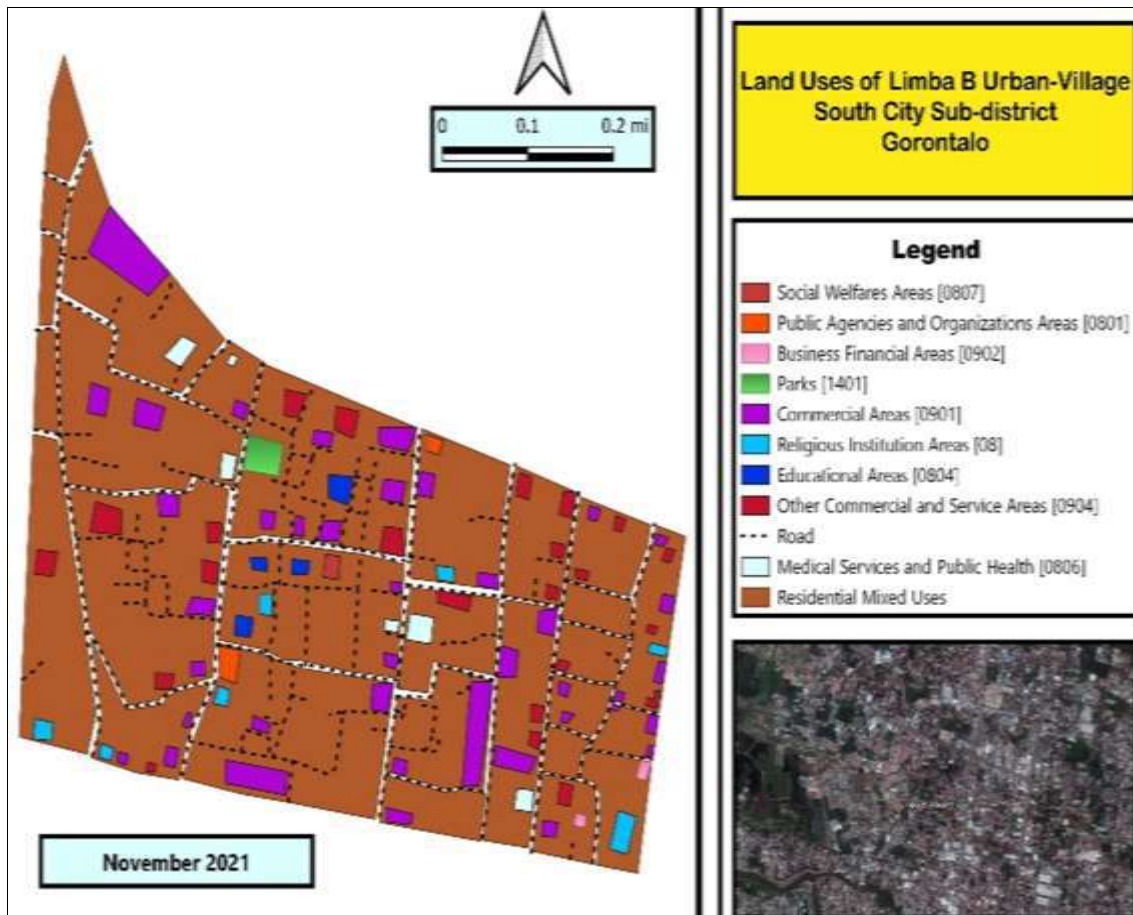 0 0.1 0.2 mi
Land Uses of Limba B Urban-Village
South City Sub-district
Gorontalo
Legend
Social Welfares Areas [0807]
Public Agencies and Organizations Areas [0801]
Business Financial Areas [0902]
Parks [1401]
Commercial Areas [0901]
Religious Institution Areas [08]
Educational Areas [0804]
Other Commercial and Service Areas [0904]
Road
Medical Services and Public Health [0806]
Residential Mixed Uses
November 2021